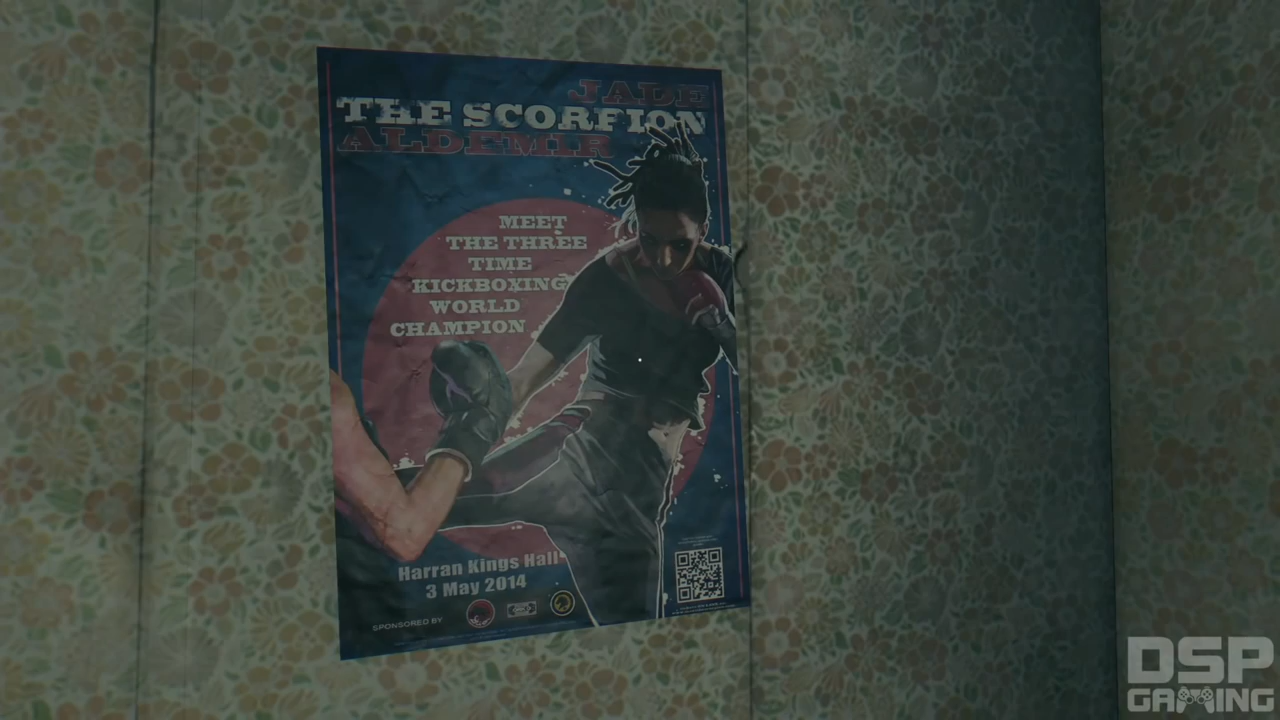 JADE
THE SCORPION
ALDEMIR
MEET
THE THREE
TIME
KICKBOXING
WORLD
CHAMPION
Harran Kings Hall
3 May 2014
SPONSORED BY
DSP
GAMING